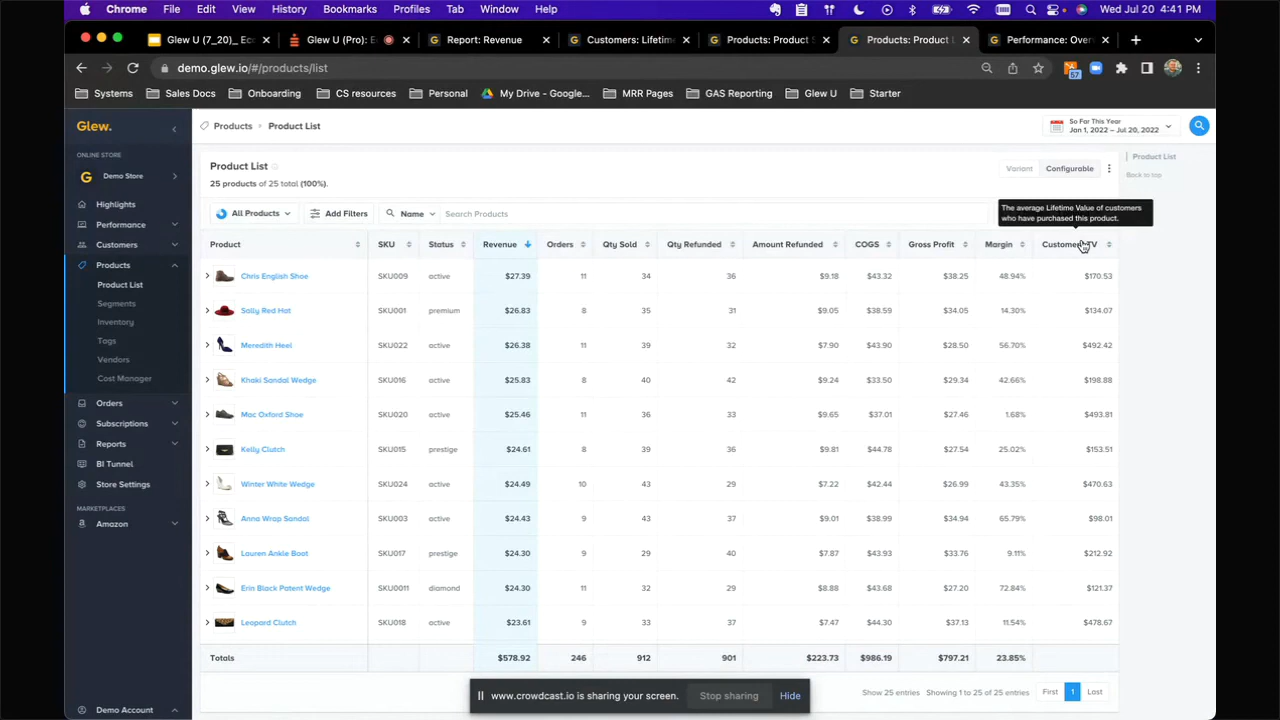 Chrome File Edit View History Bookmarks Profiles Tab Window Help Wed Jul 20 4:41 PM
Glew U (7_20)_ Ec Glew U (Pro): E Report: Revenue Customers: Lifetim Products: Product S Products: Product L Performance: Over
demo.glew.io/#/products/list 57
Systems Sales Docs Onboarding CS resources Personal My Drive - Google... MRR Pages GAS Reporting Glew U Starter
Glew.
ONLINE STORE
G Demo Store
Highlights
Performance
Customers
Products
Product List
Segments
Inventory
Tags
Vendors
Cost Manager
Orders
Subscriptions
Reports
BI Tunnel
Store Settings
MARKETPLACES
Amazon
Demo Account
Products > Product List
So Far This Year
Jan 1, 2022 – Jul 20, 2022
Product List
Back to top
Product List
25 products of 25 total (100%).
Variant Configurable
All Products Add Filters Name Search Products
The average Lifetime Value of customers
who have purchased this product.
Product SKU Status Revenue Orders Qty Sold Qty Refunded Amount Refunded COGS Gross Profit Margin
Chris English Shoe SKU009 active $27.39 11 34 36 $9.18 $43.32 $38.25 48.94% $170.53
Sally Red Hat SKU001 premium $26.83 8 35 31 $9.05 $38.59 $34.05 14.30% $134.07
Meredith Heel SKU022 active $26.38 11 39 32 $7.90 $43.90 $28.50 56.70% $492.42
Khaki Sandal Wedge SKU016 active $25.83 8 40 42 $9.24 $33.50 $29.34 42.66% $198.88
Mac Oxford Shoe SKU020 active $25.46 11 36 33 $9.65 $37.01 $27.46 1.68% $493.81
Kelly Clutch SKU015 prestige $24.61 8 39 36 $9.81 $44.78 $27.54 25.02% $153.51
Winter White Wedge SKU024 active $24.49 10 43 29 $7.22 $42.44 $26.99 43.35% $470.63
Anna Wrap Sandal SKU003 active $24.43 9 43 37 $9.01 $38.99 $34.94 65.79% $98.01
Lauren Ankle Boot SKU017 prestige $24.30 9 29 40 $7.87 $43.93 $33.76 9.11% $212.92
Erin Black Patent Wedge SKU0011 diamond $24.30 11 32 29 $8.88 $43.68 $27.20 72.84% $121.37
Leopard Clutch SKU018 active $23.61 9 33 37 $7.47 $44.30 $37.13 11.54% $478.67
Totals $578.92 246 912 901 $223.73 $986.19 $797.21 23.85%
Show 25 entries Showing 1 to 25 of 25 entries First 1 Last
www.crowdcast.io is sharing your screen. Stop sharing Hide